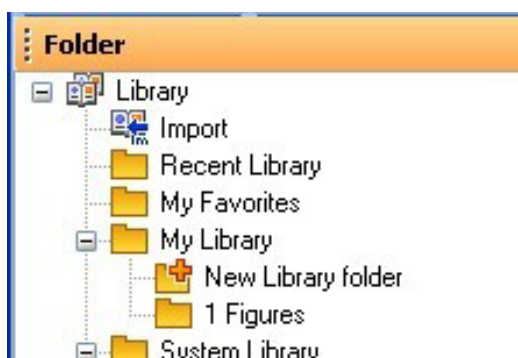 Folder
Library
Import
Recent Library
My Favorites
My Library
New Library folder
1 Figures
System Library